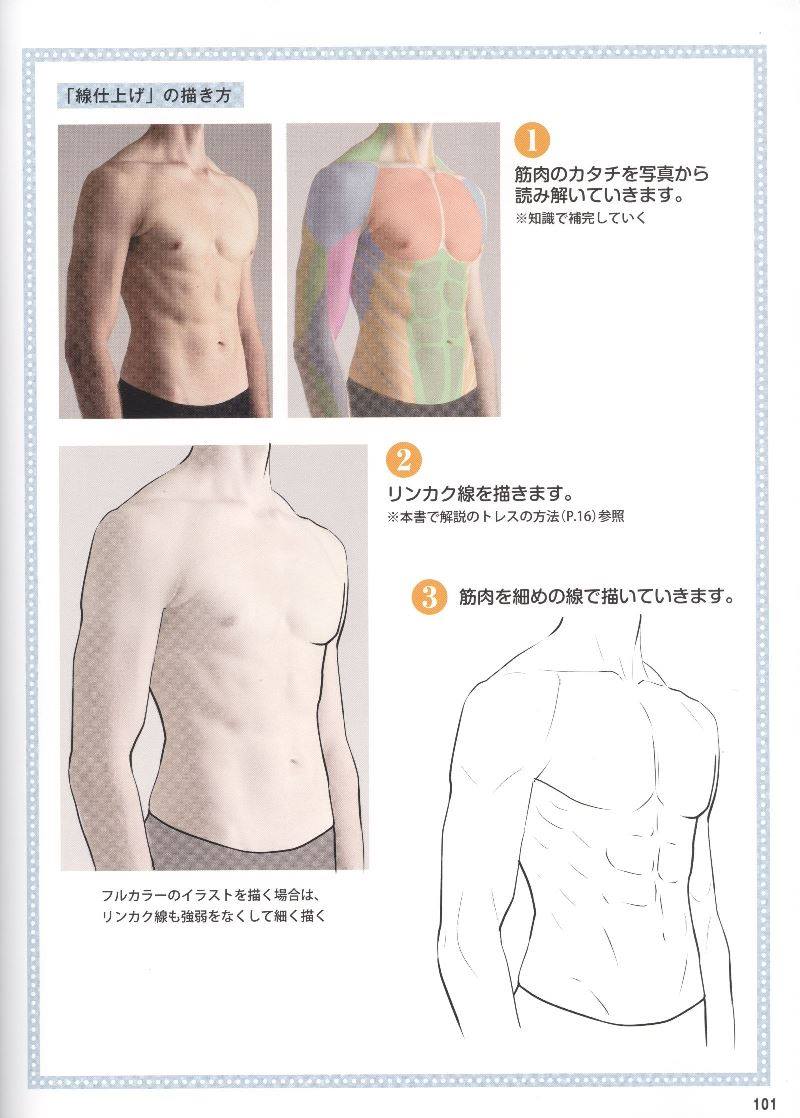 「線仕上げ」の描き方
1
筋肉のカタチを写真から
読み解いていきます。
※知識で補完していく
2
リンカク線を描きます。
※本書で解説のトレスの方法(P.16)参照
3
筋肉を細めの線で描いていきます。
フルカラーのイラストを描く場合は、
リンカク線も強弱をなくして細く描く
101